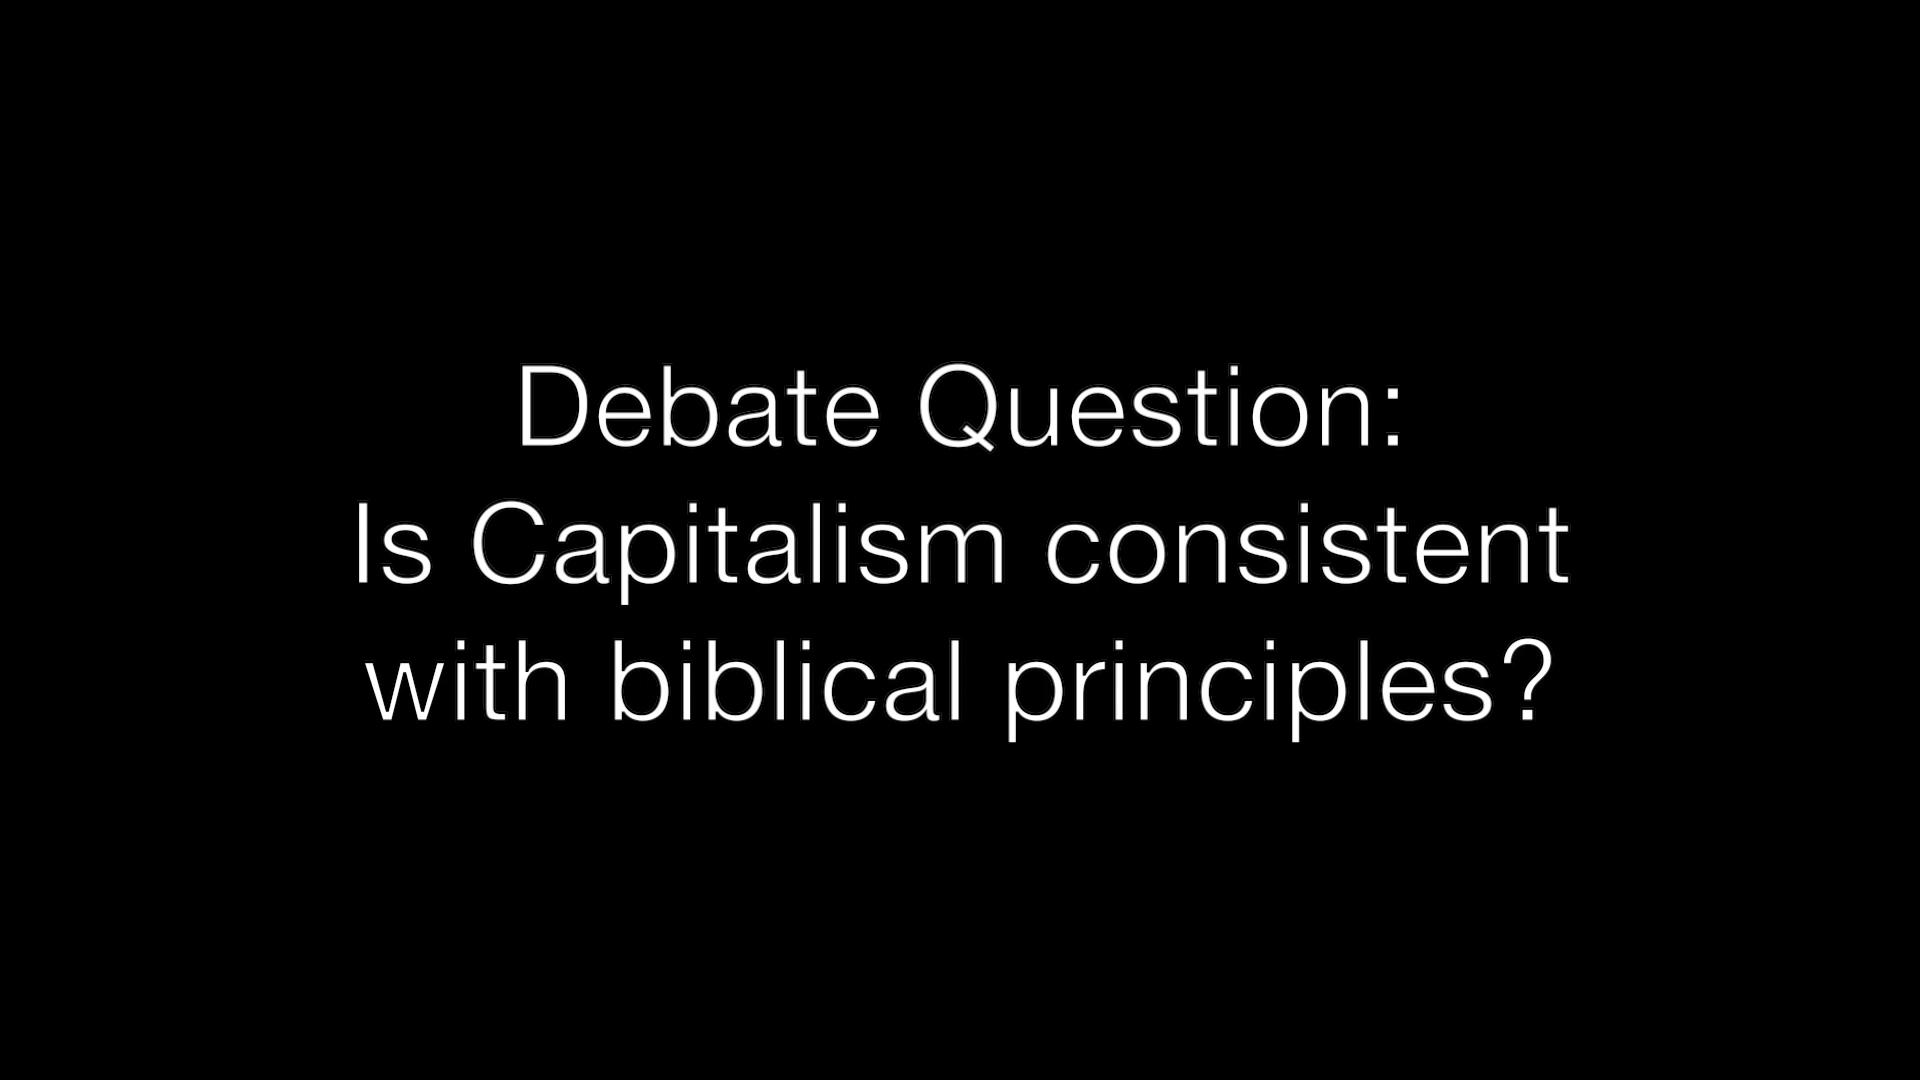 Debate Question:
Is Capitalism consistent
with biblical principles?